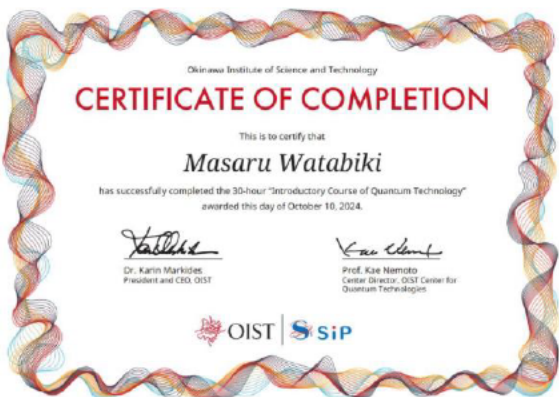 Okinawa Institute of Science and Technology
CERTIFICATE OF COMPLETION
This is to certify that
Masaru Watabiki
has successfully completed the 30-hour "Introductory Course of Quantum Technology"
awarded this day of October 10, 2024.
Dr. Karin Markides
President and CEO, OIST
Prof. Kae Nemoto
Center Director, OIST Center for
Quantum Technologies
OIST
SiP